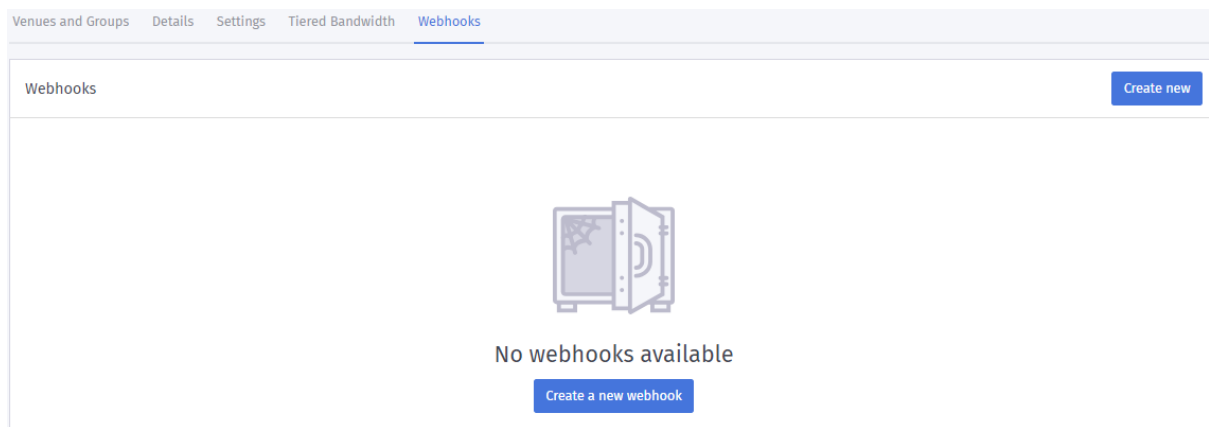 Venues and Groups Details Settings Tiered Bandwidth Webhooks
Webhooks Create new
No webhooks available
Create a new webhook